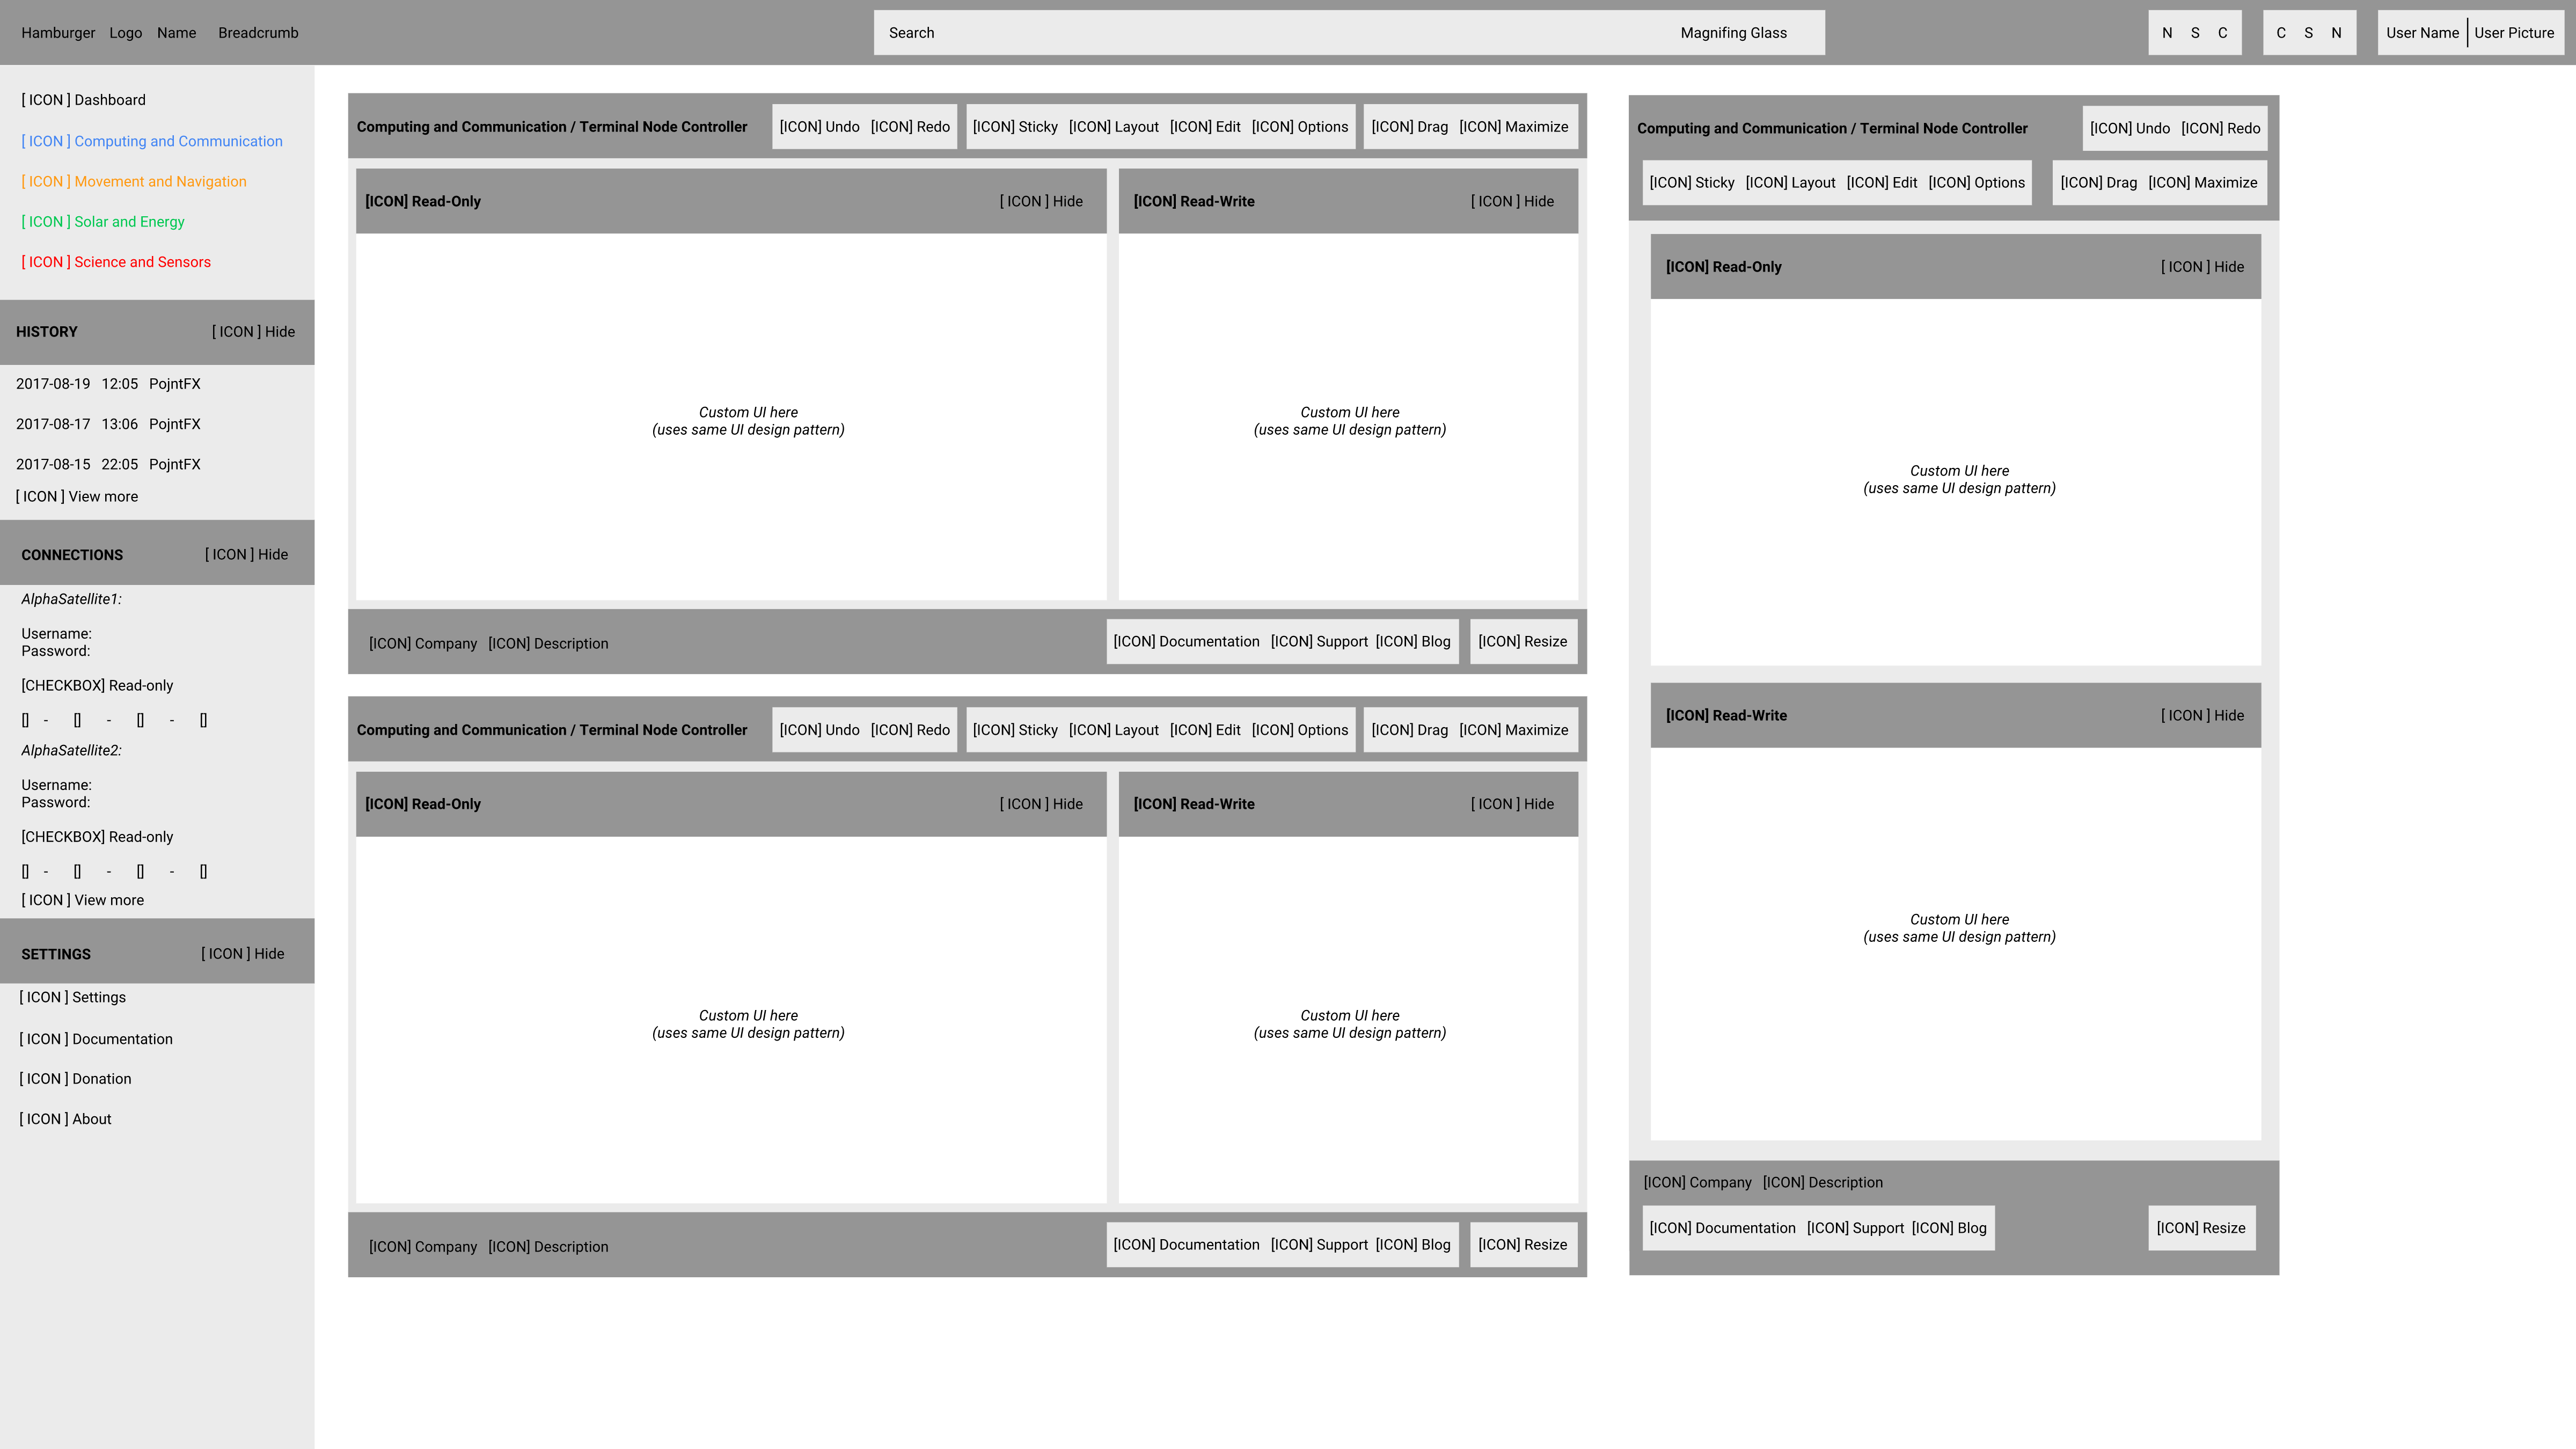 Hamburger Logo Name Breadcrumb
Search Magnifing Glass
N S C
C S N
User Name User Picture
[ ICON ] Dashboard
[ ICON ] Computing and Communication
[ ICON ] Movement and Navigation
[ ICON ] Solar and Energy
[ ICON ] Science and Sensors
HISTORY [ ICON ] Hide
2017-08-19 12:05 PojntFX
2017-08-17 13:06 PojntFX
2017-08-15 22:05 PojntFX
[ ICON ] View more
CONNECTIONS [ ICON ] Hide
AlphaSatellite1:
Username:
Password:
[CHECKBOX] Read-only
[] - [] - [] - []
AlphaSatellite2:
Username:
Password:
[CHECKBOX] Read-only
[] - [] - [] - []
[ ICON ] View more
SETTINGS [ ICON ] Hide
[ ICON ] Settings
[ ICON ] Documentation
[ ICON ] Donation
[ ICON ] About
Computing and Communication / Terminal Node Controller [ICON] Undo [ICON] Redo [ICON] Sticky [ICON] Layout [ICON] Edit [ICON] Options [ICON] Drag [ICON] Maximize
[ICON] Read-Only [ ICON ] Hide
Custom UI here
(uses same UI design pattern)
[ICON] Read-Write [ ICON ] Hide
Custom UI here
(uses same UI design pattern)
[ICON] Company [ICON] Description [ICON] Documentation [ICON] Support [ICON] Blog [ICON] Resize
Computing and Communication / Terminal Node Controller [ICON] Undo [ICON] Redo [ICON] Sticky [ICON] Layout [ICON] Edit [ICON] Options [ICON] Drag [ICON] Maximize
[ICON] Read-Only [ ICON ] Hide
Custom UI here
(uses same UI design pattern)
[ICON] Read-Write [ ICON ] Hide
Custom UI here
(uses same UI design pattern)
[ICON] Company [ICON] Description [ICON] Documentation [ICON] Support [ICON] Blog [ICON] Resize
Computing and Communication / Terminal Node Controller [ICON] Undo [ICON] Redo
[ICON] Sticky [ICON] Layout [ICON] Edit [ICON] Options [ICON] Drag [ICON] Maximize
[ICON] Read-Only [ ICON ] Hide
Custom UI here
(uses same UI design pattern)
[ICON] Read-Write [ ICON ] Hide
Custom UI here
(uses same UI design pattern)
[ICON] Company [ICON] Description
[ICON] Documentation [ICON] Support [ICON] Blog [ICON] Resize